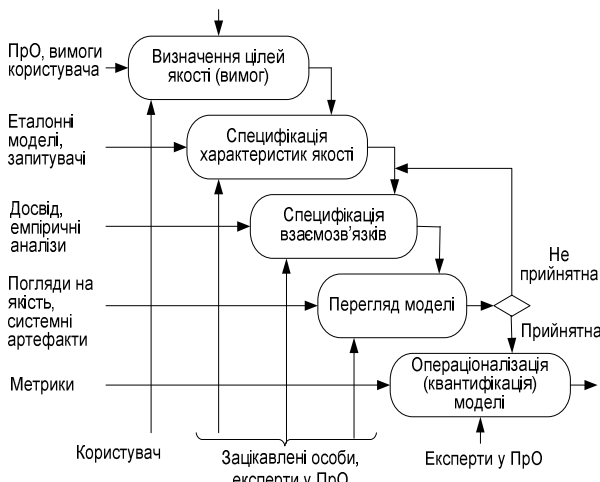 ПрО, вимоги
користувача
Визначення цілей
якості (вимог)
Еталонні
моделі,
запитувачі
Специфікація
характеристик якості
Досвід,
емпіричні
аналізи
Специфікація
взаємозв'язків
Не
прийнятна
Погляди на
якість,
системні
артефакти
Перегляд моделі
Прийнятна
Метрики
Операціоналізація
(квантифікація)
моделі
Користувач
Зацікавлені особи,
експерти у ПрО
Експерти у ПрО